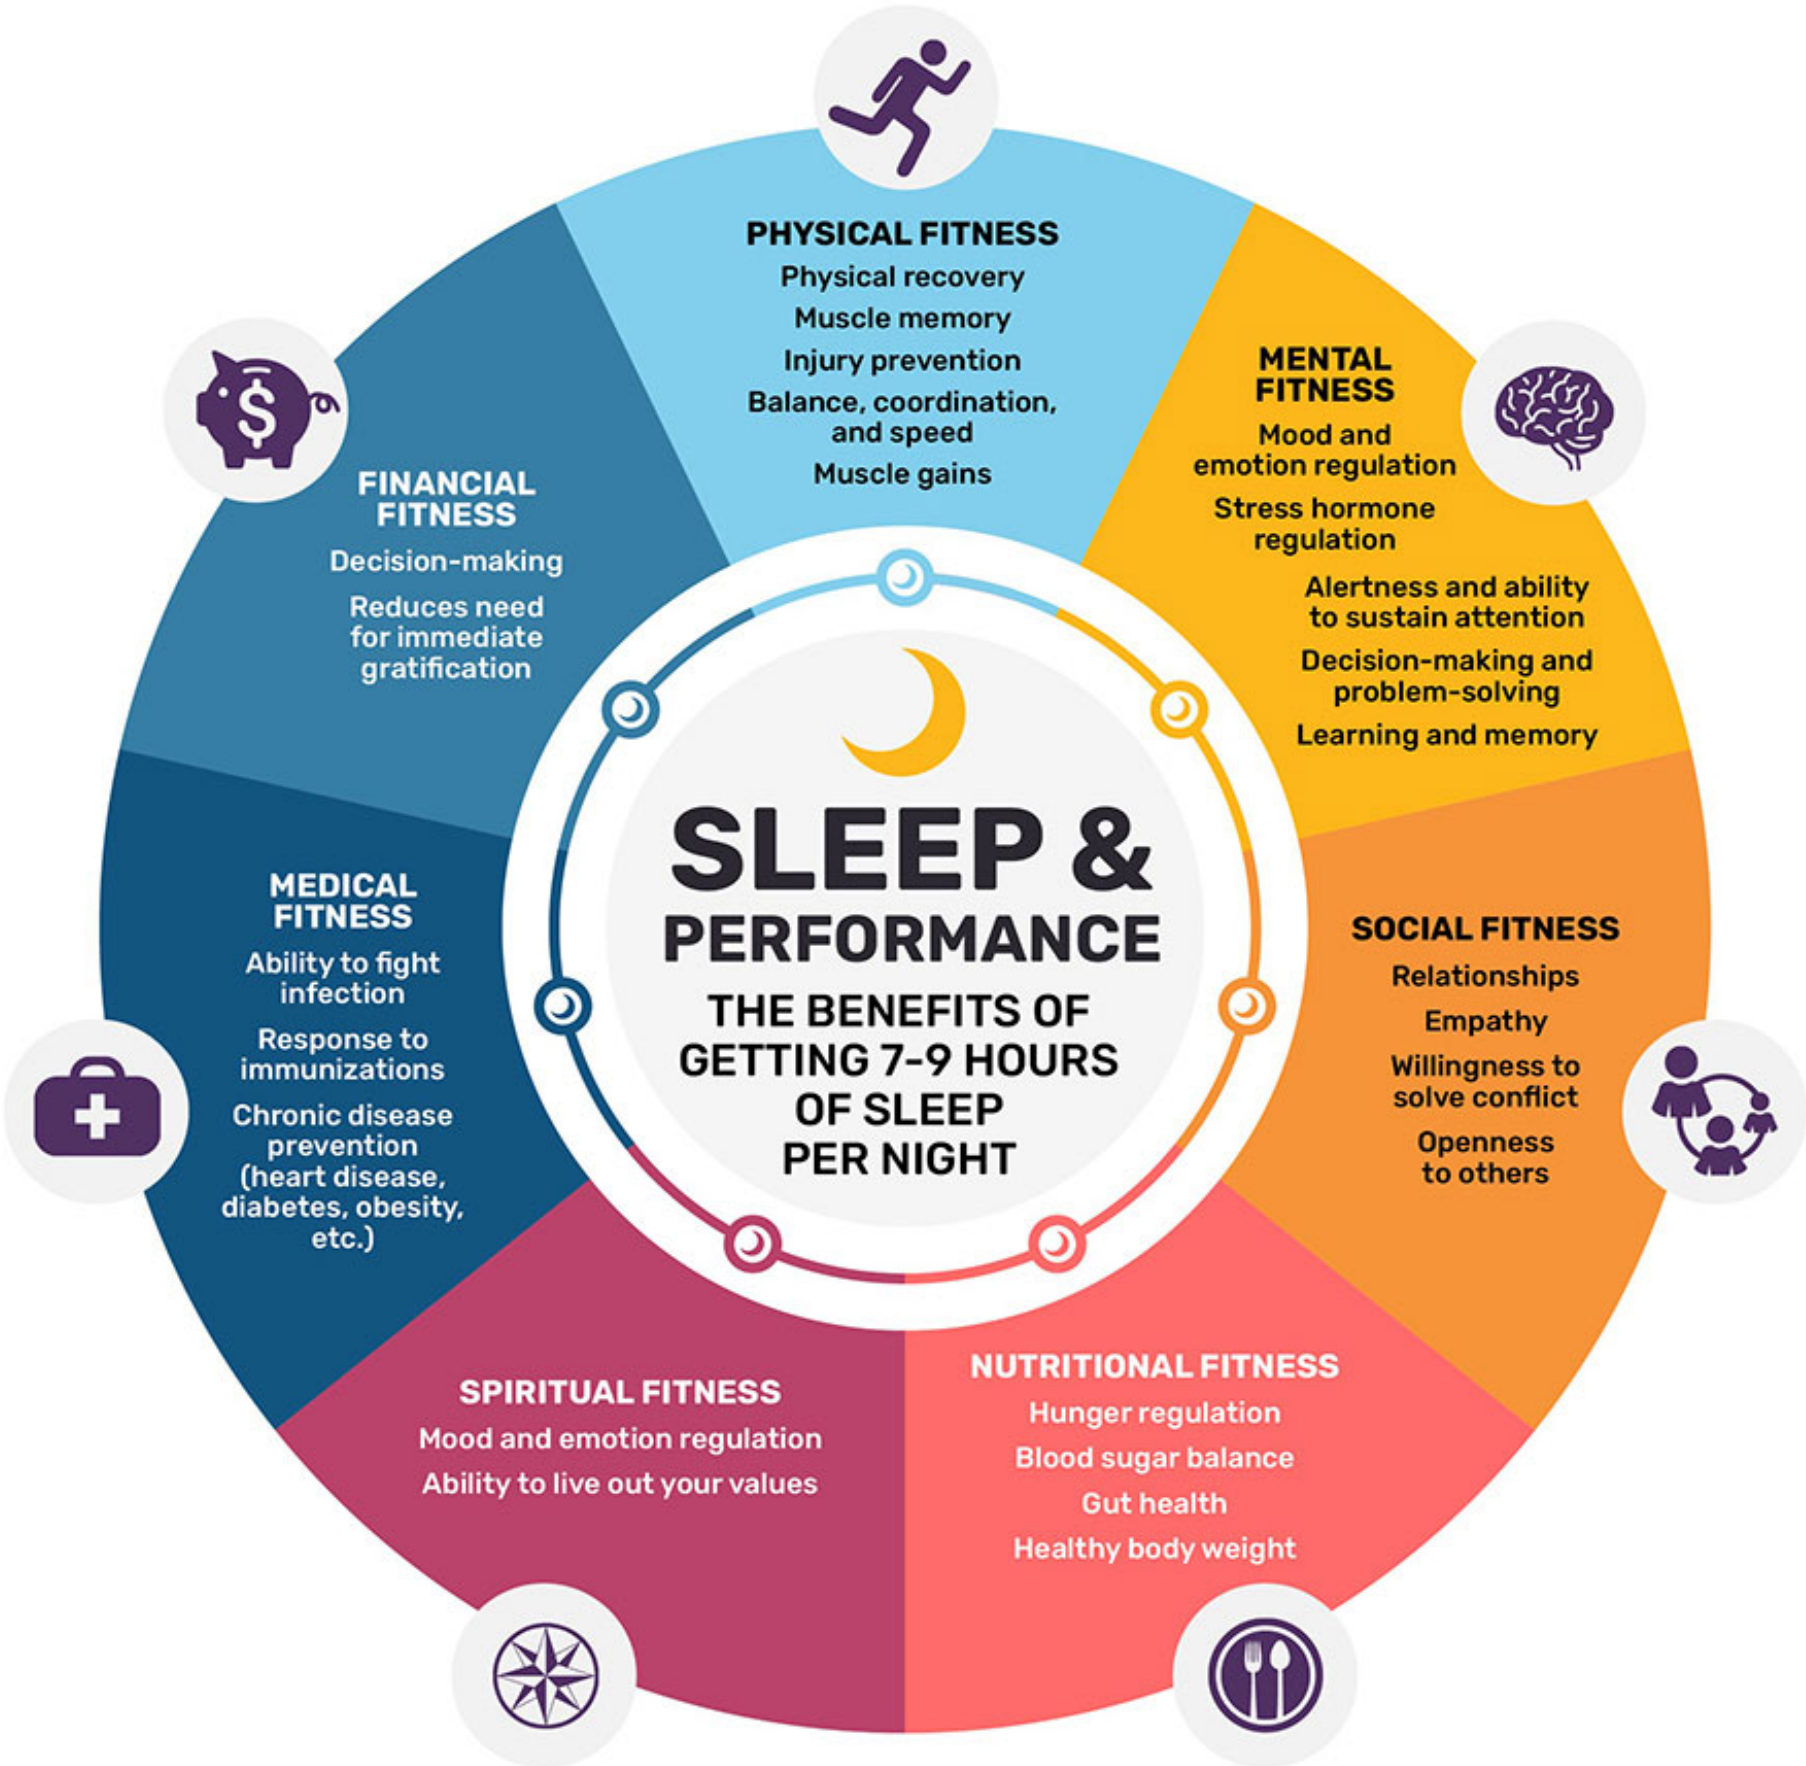 SLEEP &
PERFORMANCE
THE BENEFITS OF
GETTING 7-9 HOURS
OF SLEEP
PER NIGHT
PHYSICAL FITNESS
Physical recovery
Muscle memory
Injury prevention
Balance, coordination,
and speed
Muscle gains
MENTAL
FITNESS
Mood and
emotion regulation
Stress hormone
regulation
Alertness and ability
to sustain attention
Decision-making and
problem-solving
Learning and memory
SOCIAL FITNESS
Relationships
Empathy
Willingness to
solve conflict
Openness
to others
NUTRITIONAL FITNESS
Hunger regulation
Blood sugar balance
Gut health
Healthy body weight
SPIRITUAL FITNESS
Mood and emotion regulation
Ability to live out your values
MEDICAL
FITNESS
Ability to fight
infection
Response to
immunizations
Chronic disease
prevention
(heart disease,
diabetes, obesity,
etc.)
$
FINANCIAL
FITNESS
Decision-making
Reduces need
for immediate
gratification